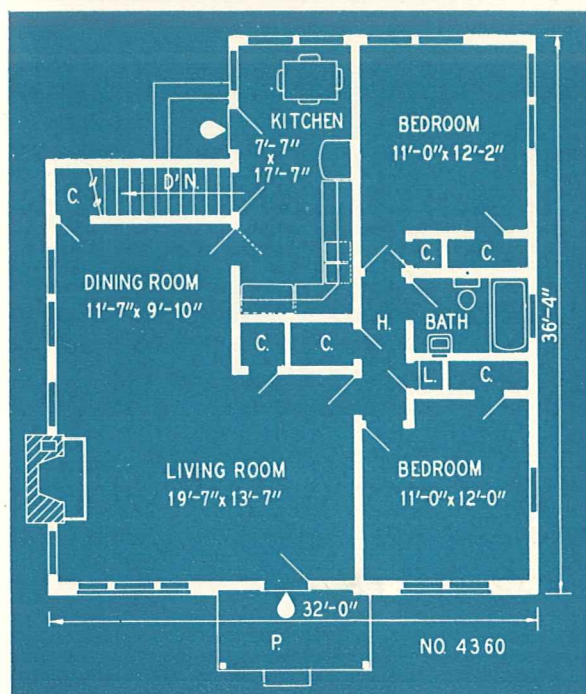 KITCHEN
7'-7"
x
17'-7"
BEDROOM
11'-0" x 12'-2"
C.
D'N.
C.
C.
DINING ROOM
11'-7" x 9'-10"
H.
BATH
36'-4"
C.
C.
L.
C.
LIVING ROOM
19'-7" x 13'-7"
BEDROOM
11'-0" x 12'-0"
32'-0"
P.
NO. 4360